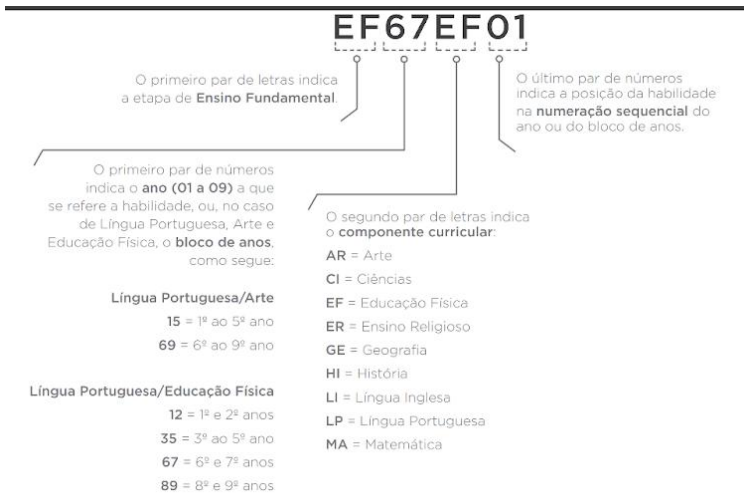 EF67EF01
O primeiro par de letras indica
a etapa de Ensino Fundamental.
O último par de números
indica a posição da habilidade
na numeração sequencial do
ano ou do bloco de anos.
O primeiro par de números
indica o ano (01 a 09) a que
se refere a habilidade, ou, no caso
de Língua Portuguesa, Arte e
Educação Física, o bloco de anos,
como segue:
Língua Portuguesa/Arte
15 = 1º ao 5º ano
69 = 6º ao 9º ano
Língua Portuguesa/Educação Física
12 = 1º e 2º anos
35 = 3º ao 5º ano
67 = 6º e 7º anos
89 = 8º e 9º anos
O segundo par de letras indica
o componente curricular:
AR = Arte
CI = Ciências
EF = Educação Física
ER = Ensino Religioso
GE = Geografia
HI = História
LI = Língua Inglesa
LP = Língua Portuguesa
MA = Matemática